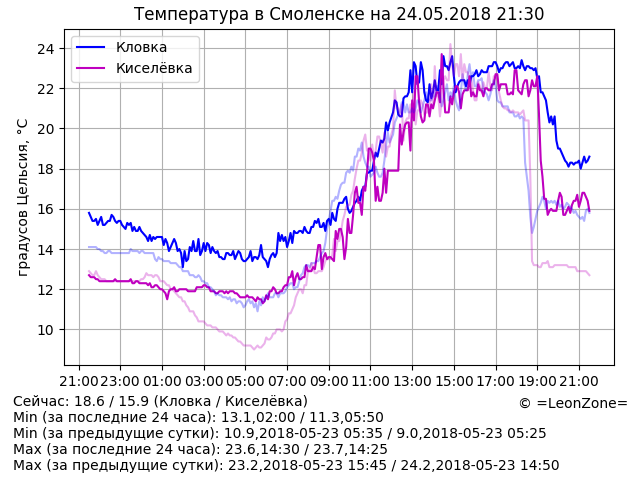 Температура в Смоленске на 24.05.2018 21:30
Кловка
Киселёвка
градусов Цельсия, °C
24
22
20
18
16
14
12
10
21:00 23:00 01:00 03:00 05:00 07:00 09:00 11:00 13:00 15:00 17:00 19:00 21:00
Сейчас: 18.6 / 15.9 (Кловка / Киселёвка)
© =LeonZone=
Min (за последние 24 часа): 13.1,02:00 / 11.3,05:50
Min (за предыдущие сутки): 10.9,2018-05-23 05:35 / 9.0,2018-05-23 05:25
Max (за последние 24 часа): 23.6,14:30 / 23.7,14:25
Max (за предыдущие сутки): 23.2,2018-05-23 15:45 / 24.2,2018-05-23 14:50